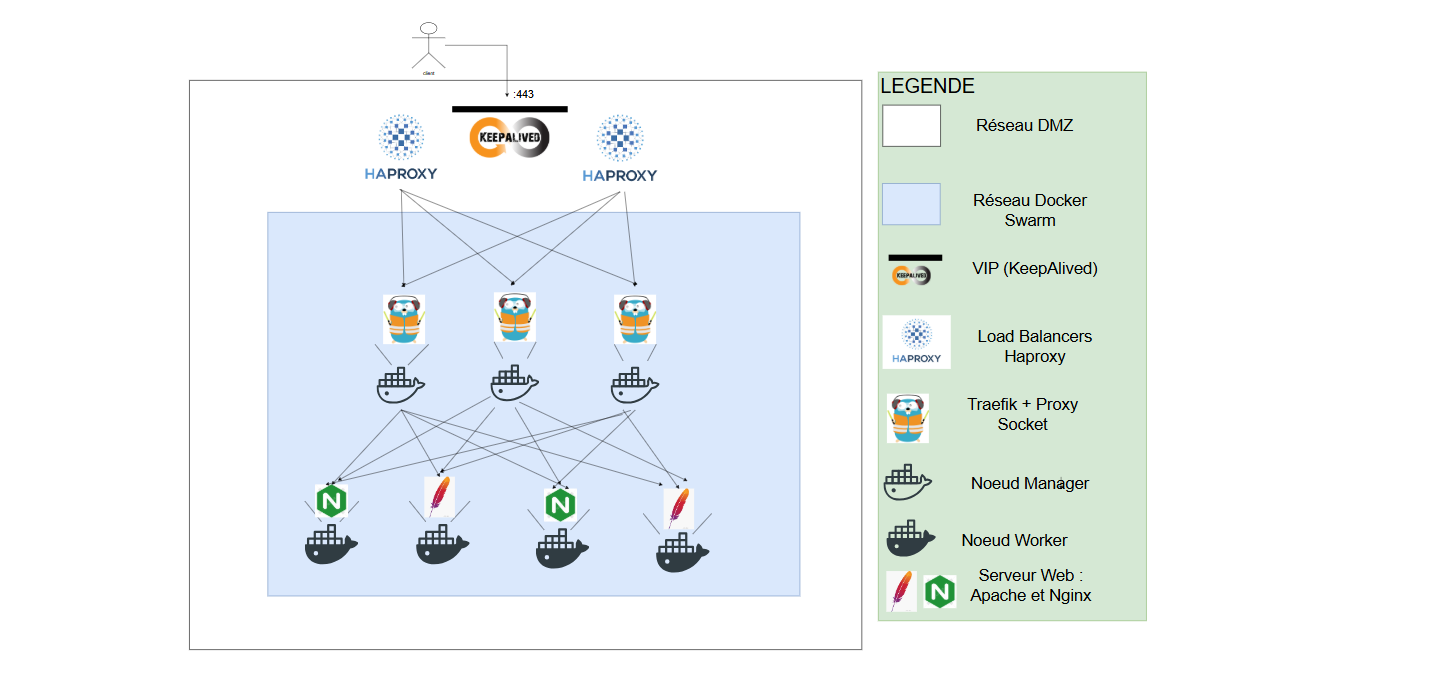 client
:443
HAPROXY
KEEPALIVED
HAPROXY
N
N
LEGENDE
Réseau DMZ
Réseau Docker
Swarm
KEEPALIVED
VIP (KeepAlived)
HAPROXY
Load Balancers
Haproxy
Traefik + Proxy
Socket
Noeud Manager
Noeud Worker
N
Serveur Web :
Apache et Nginx